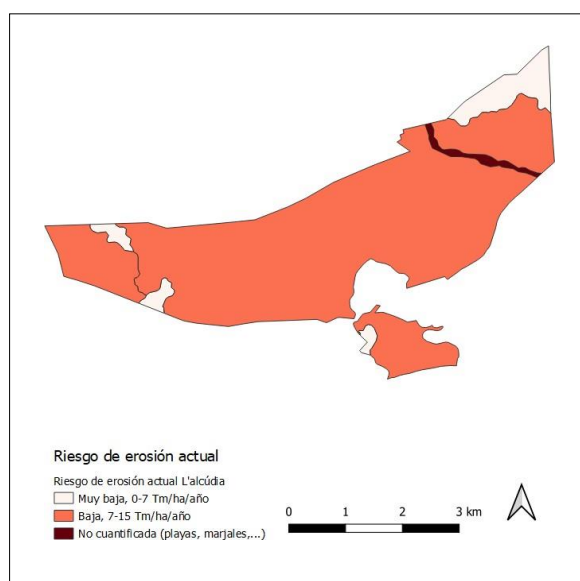 Riesgo de erosión actual
Riesgo de erosión actual L'alcúdia
Muy baja, 0-7 Tm/ha/año
Baja, 7-15 Tm/ha/año
No cuantificada (playas, marjales,...)
0 1 2 3 km